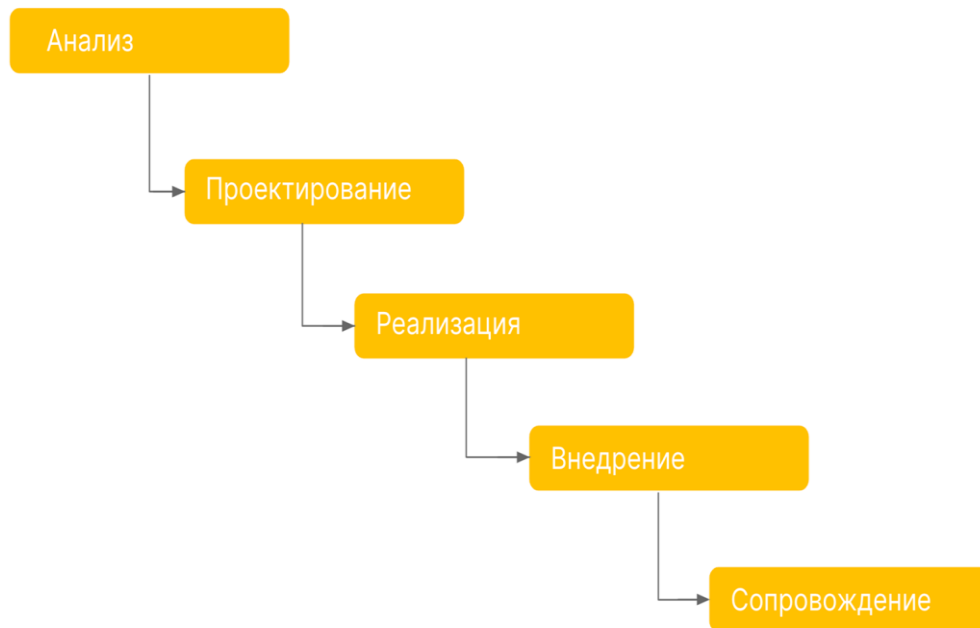 Анализ
Проектирование
Реализация
Внедрение
Сопровождение